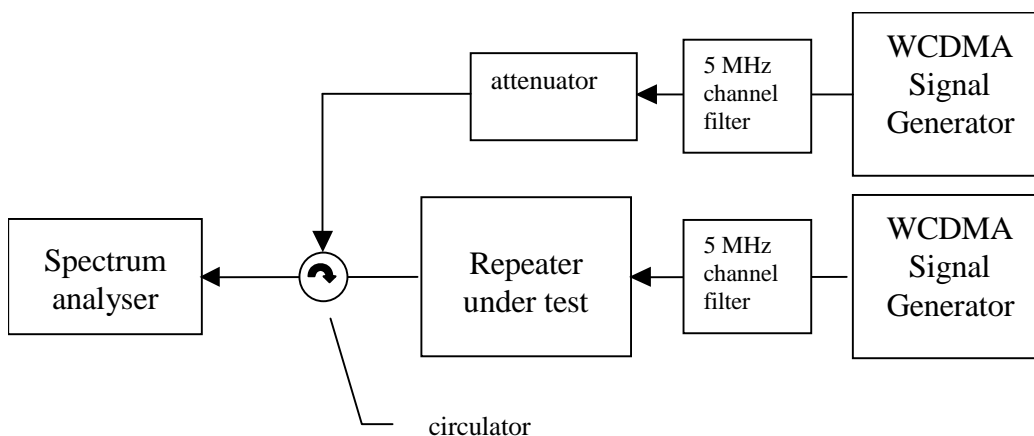 attenuator
5 MHz
channel
filter
WCDMA
Signal
Generator
Spectrum
analyser
Repeater
under test
5 MHz
channel
filter
WCDMA
Signal
Generator
circulator